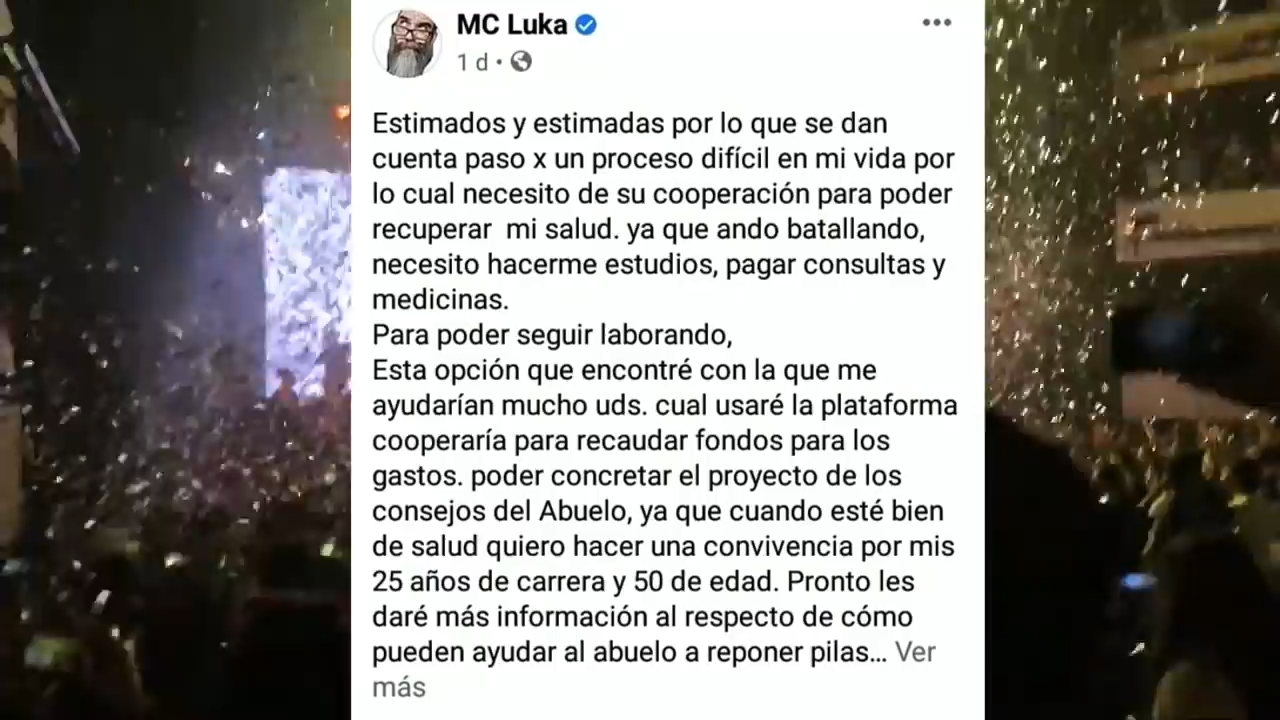 MC Luka
1 d •
Estimados y estimadas por lo que se dan
cuenta paso x un proceso difícil en mi vida por
lo cual necesito de su cooperación para poder
recuperar  mi salud. ya que ando batallando,
necesito hacerme estudios, pagar consultas y
medicinas.
Para poder seguir laborando,
Esta opción que encontré con la que me
ayudarían mucho uds. cual usaré la plataforma
cooperaría para recaudar fondos para los
gastos. poder concretar el proyecto de los
consejos del Abuelo, ya que cuando esté bien
de salud quiero hacer una convivencia por mis
25 años de carrera y 50 de edad. Pronto les
daré más información al respecto de cómo
pueden ayudar al abuelo a reponer pilas... Ver
más